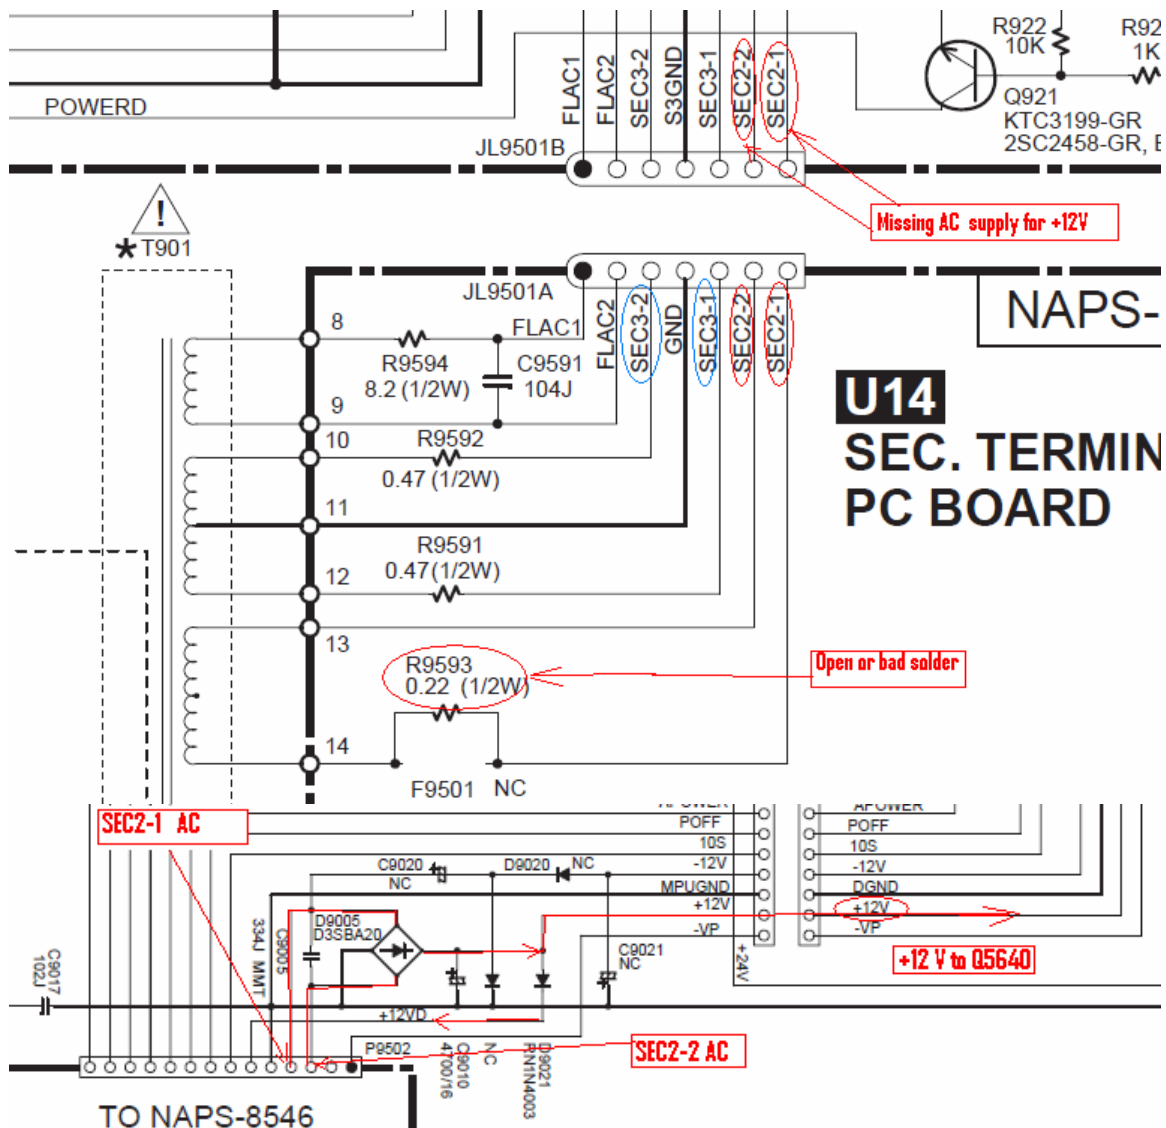 R922
10K
R92
1K
POWERD
FLAC1
FLAC2
SEC3-2
S3GND
SEC3-1
SEC2-2
SEC2-1
Q921
KTC3199-GR
2SC2458-GR, E
JL9501B
Missing AC supply for +12V
!
*T901
JL9501A
NAPS-
8
FLAC1
FLAC2
SEC3-2
GND
SEC3-1
SEC2-2
SEC2-1
R9594
8.2 (1/2W)
C9591
104J
9
10
R9592
0.47 (1/2W)
U14
SEC. TERMIN
PC BOARD
11
R9591
0.47 (1/2W)
12
13
R9593
0.22 (1/2W)
Open or bad solder
14
F9501 NC
SEC2-1 AC
APOWER
APOWER
POFF
POFF
10S
10S
-12V
-12V
MPUGND
DGND
+12V
+12V
-VP
-VP
C9020
NC
D9020
NC
D9005
D3SBA20
C9005
334J MMT
C9021
NC
+24V
+12 V to Q5640
C9017
102J
+12VD
P9502
C9010
4700/16
NC
D9021
RN1N4003
SEC2-2 AC
TO NAPS-8546